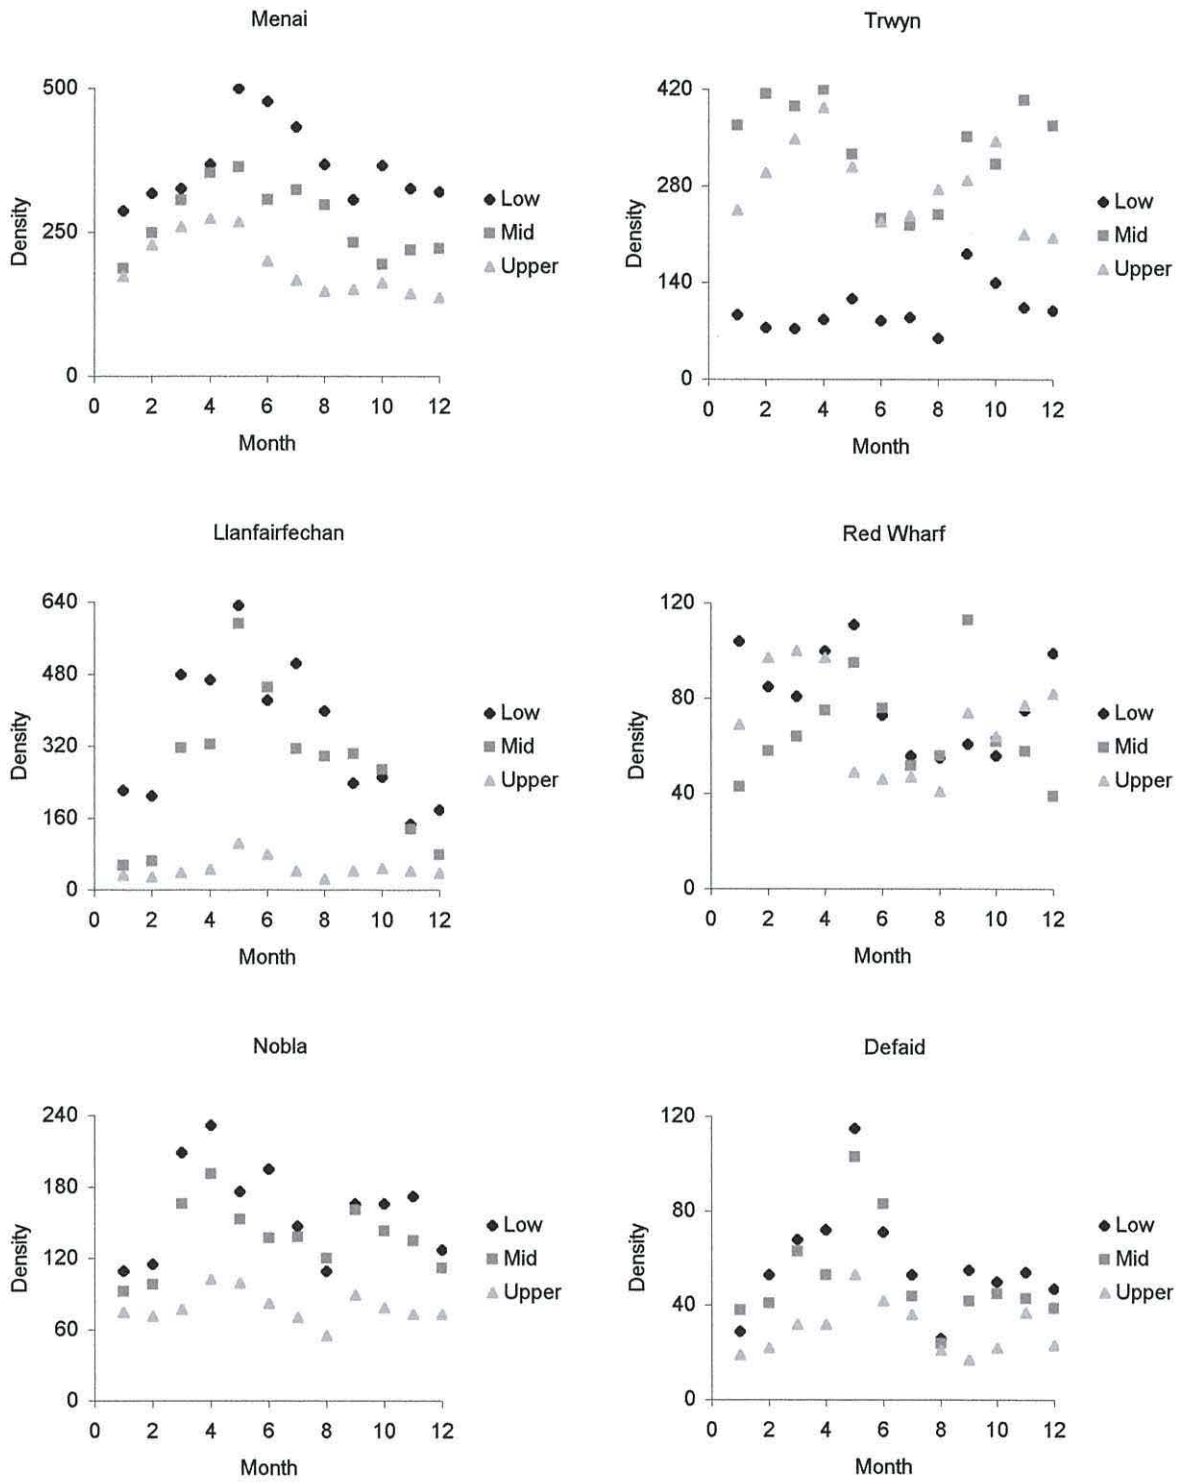 Menai
500
250
0
Density
0 2 4 6 8 10 12
Month
Low
Mid
Upper
Trwyn
420
280
140
0
Density
0 2 4 6 8 10 12
Month
Low
Mid
Upper
Llanfairfechan
640
480
320
160
0
Density
0 2 4 6 8 10 12
Month
Low
Mid
Upper
Red Wharf
120
80
40
0
Density
0 2 4 6 8 10 12
Month
Low
Mid
Upper
Nobla
240
180
120
60
0
Density
0 2 4 6 8 10 12
Month
Low
Mid
Upper
Defaid
120
80
40
0
Density
0 2 4 6 8 10 12
Month
Low
Mid
Upper